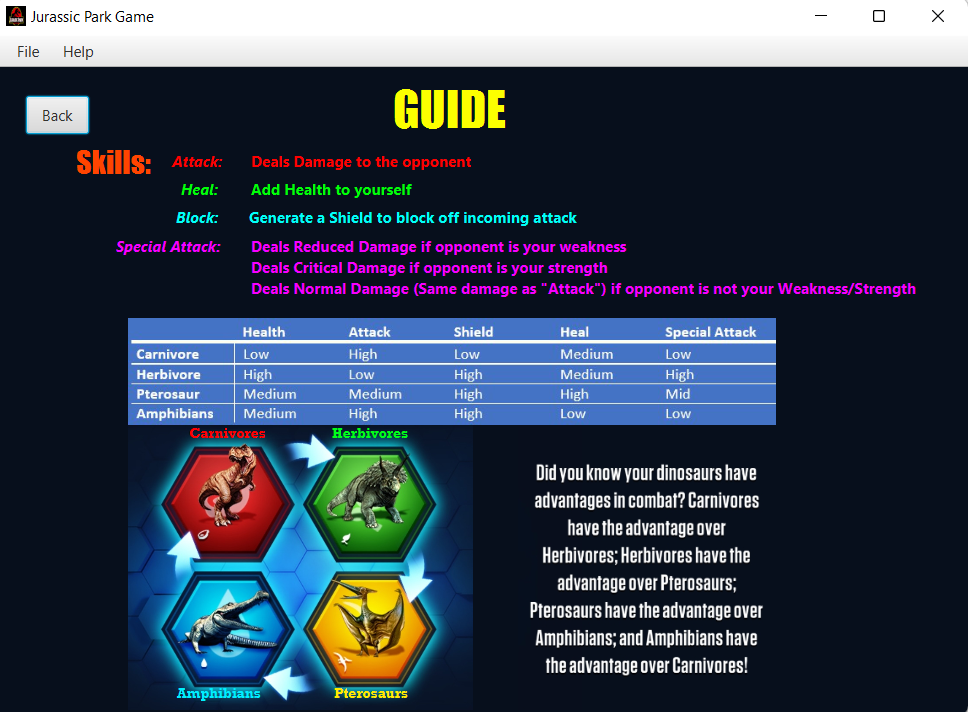 Jurassic Park Game
File Help
Back
GUIDE
Skills:
Attack: Deals Damage to the opponent
Heal: Add Health to yourself
Block: Generate a Shield to block off incoming attack
Special Attack: Deals Reduced Damage if opponent is your weakness
Deals Critical Damage if opponent is your strength
Deals Normal Damage (Same damage as "Attack") if opponent is not your Weakness/Strength
Health Attack Shield Heal Special Attack
Carnivore Low High Low Medium Low
Herbivore High Low High Medium High
Pterosaur Medium Medium High High Mid
Amphibians Medium High High Low Low
Carnivores Herbivores
Amphibians Pterosaurs
Did you know your dinosaurs have
advantages in combat? Carnivores
have the advantage over
Herbivores; Herbivores have the
advantage over Pterosaurs;
Pterosaurs have the advantage over
Amphibians; and Amphibians have
the advantage over Carnivores!